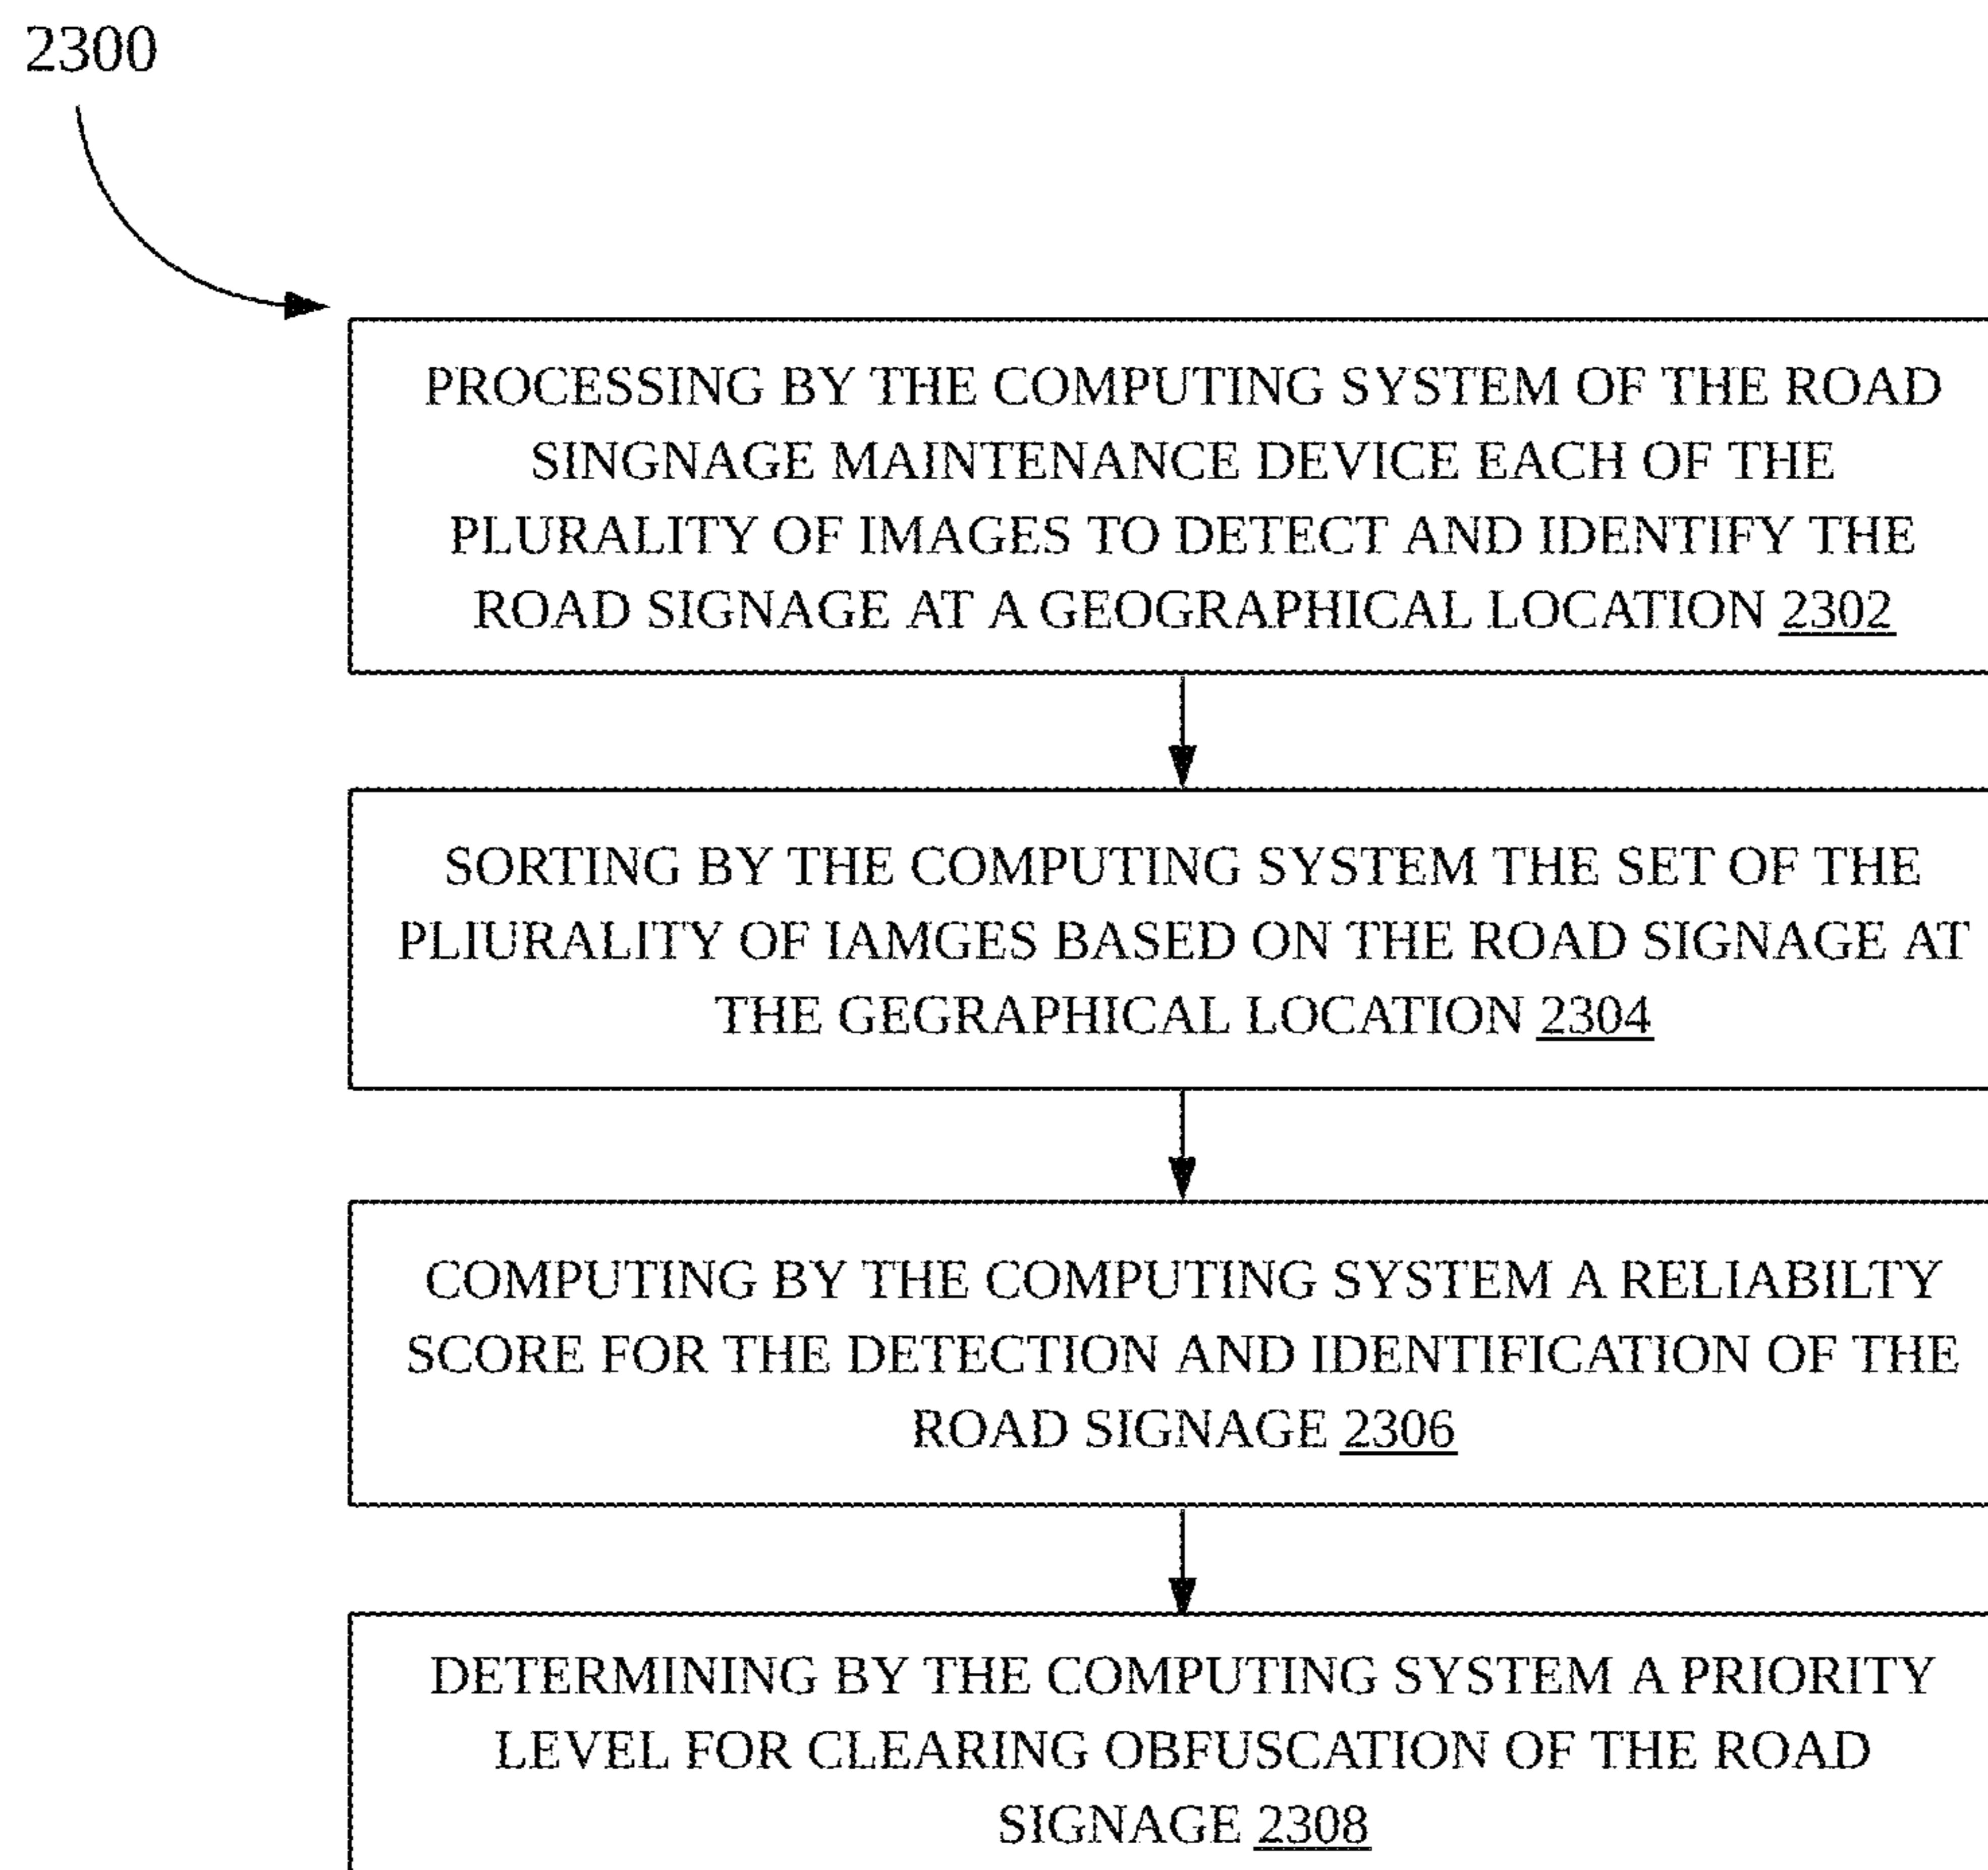 2300
PROCESSING BY THE COMPUTING SYSTEM OF THE ROAD
SINGNAGE MAINTENANCE DEVICE EACH OF THE
PLURALITY OF IMAGES TO DETECT AND IDENTIFY THE
ROAD SIGNAGE AT A GEOGRAPHICAL LOCATION 2302
SORTING BY THE COMPUTING SYSTEM THE SET OF THE
PLIURALITY OF IAMGES BASED ON THE ROAD SIGNAGE AT
THE GEGRAPHICAL LOCATION 2304
COMPUTING BY THE COMPUTING SYSTEM A RELIABILTY
SCORE FOR THE DETECTION AND IDENTIFICATION OF THE
ROAD SIGNAGE 2306
DETERMINING BY THE COMPUTING SYSTEM A PRIORITY
LEVEL FOR CLEARING OBFUSCATION OF THE ROAD
SIGNAGE 2308